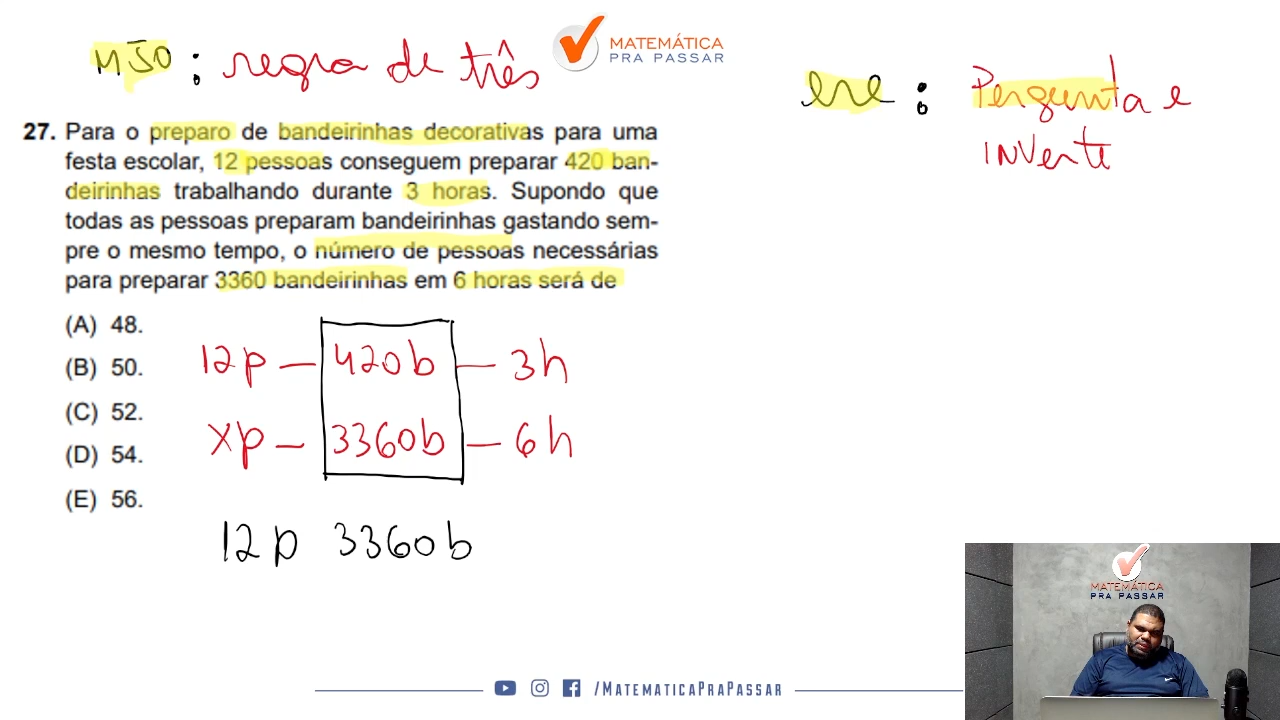 MJO : regra de três
MATEMÁTICA
PRA PASSAR
ere : Pergunta e
INVerte
27. Para o preparo de bandeirinhas decorativas para uma
festa escolar, 12 pessoas conseguem preparar 420 ban-
deirinhas trabalhando durante 3 horas. Supondo que
todas as pessoas preparam bandeirinhas gastando sem-
pre o mesmo tempo, o número de pessoas necessárias
para preparar 3360 bandeirinhas em 6 horas será de
(A) 48.
(B) 50.
(C) 52.
(D) 54.
(E) 56.
12p — 420b — 3h
xp — 3360b — 6h
12p 3360b
MATEMÁTICA
PRA PASSAR
/MATEMATICAPRAPASSAR